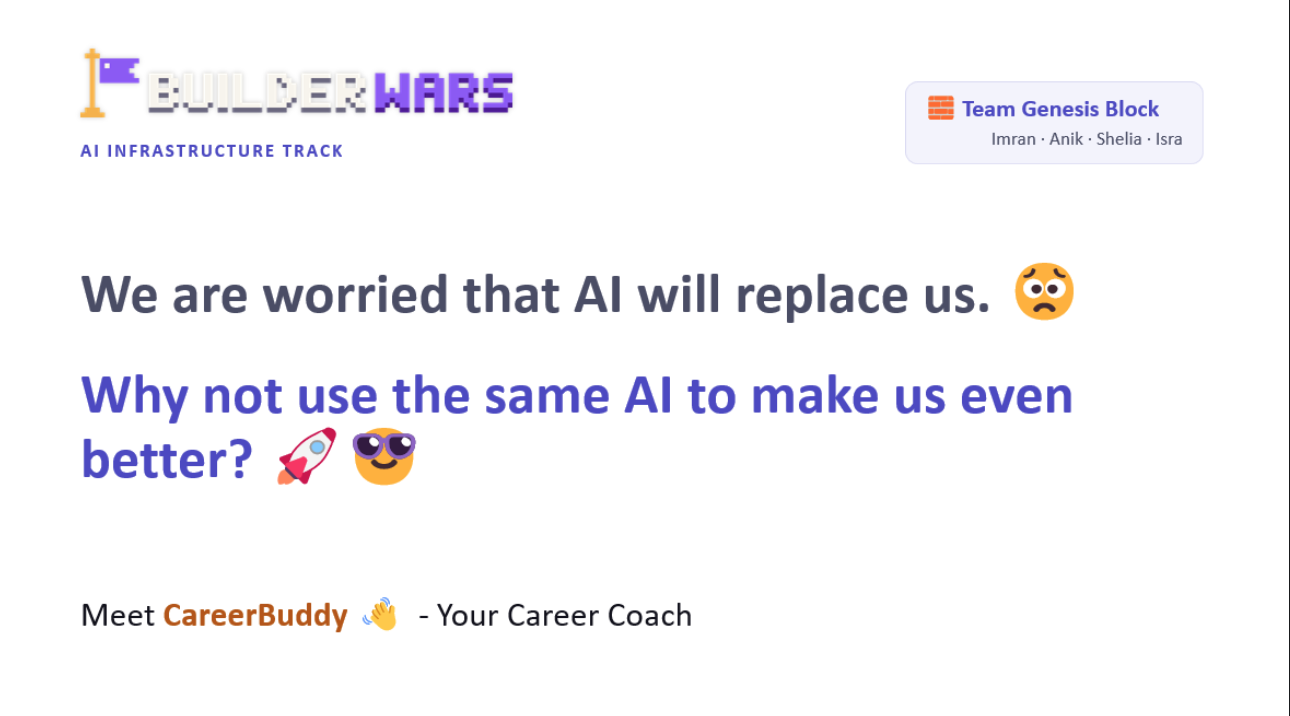 BUILDERWARS
AI INFRASTRUCTURE TRACK
Team Genesis Block
Imran · Anik · Shelia · Isra
We are worried that AI will replace us.
Why not use the same AI to make us even
better?
Meet CareerBuddy - Your Career Coach